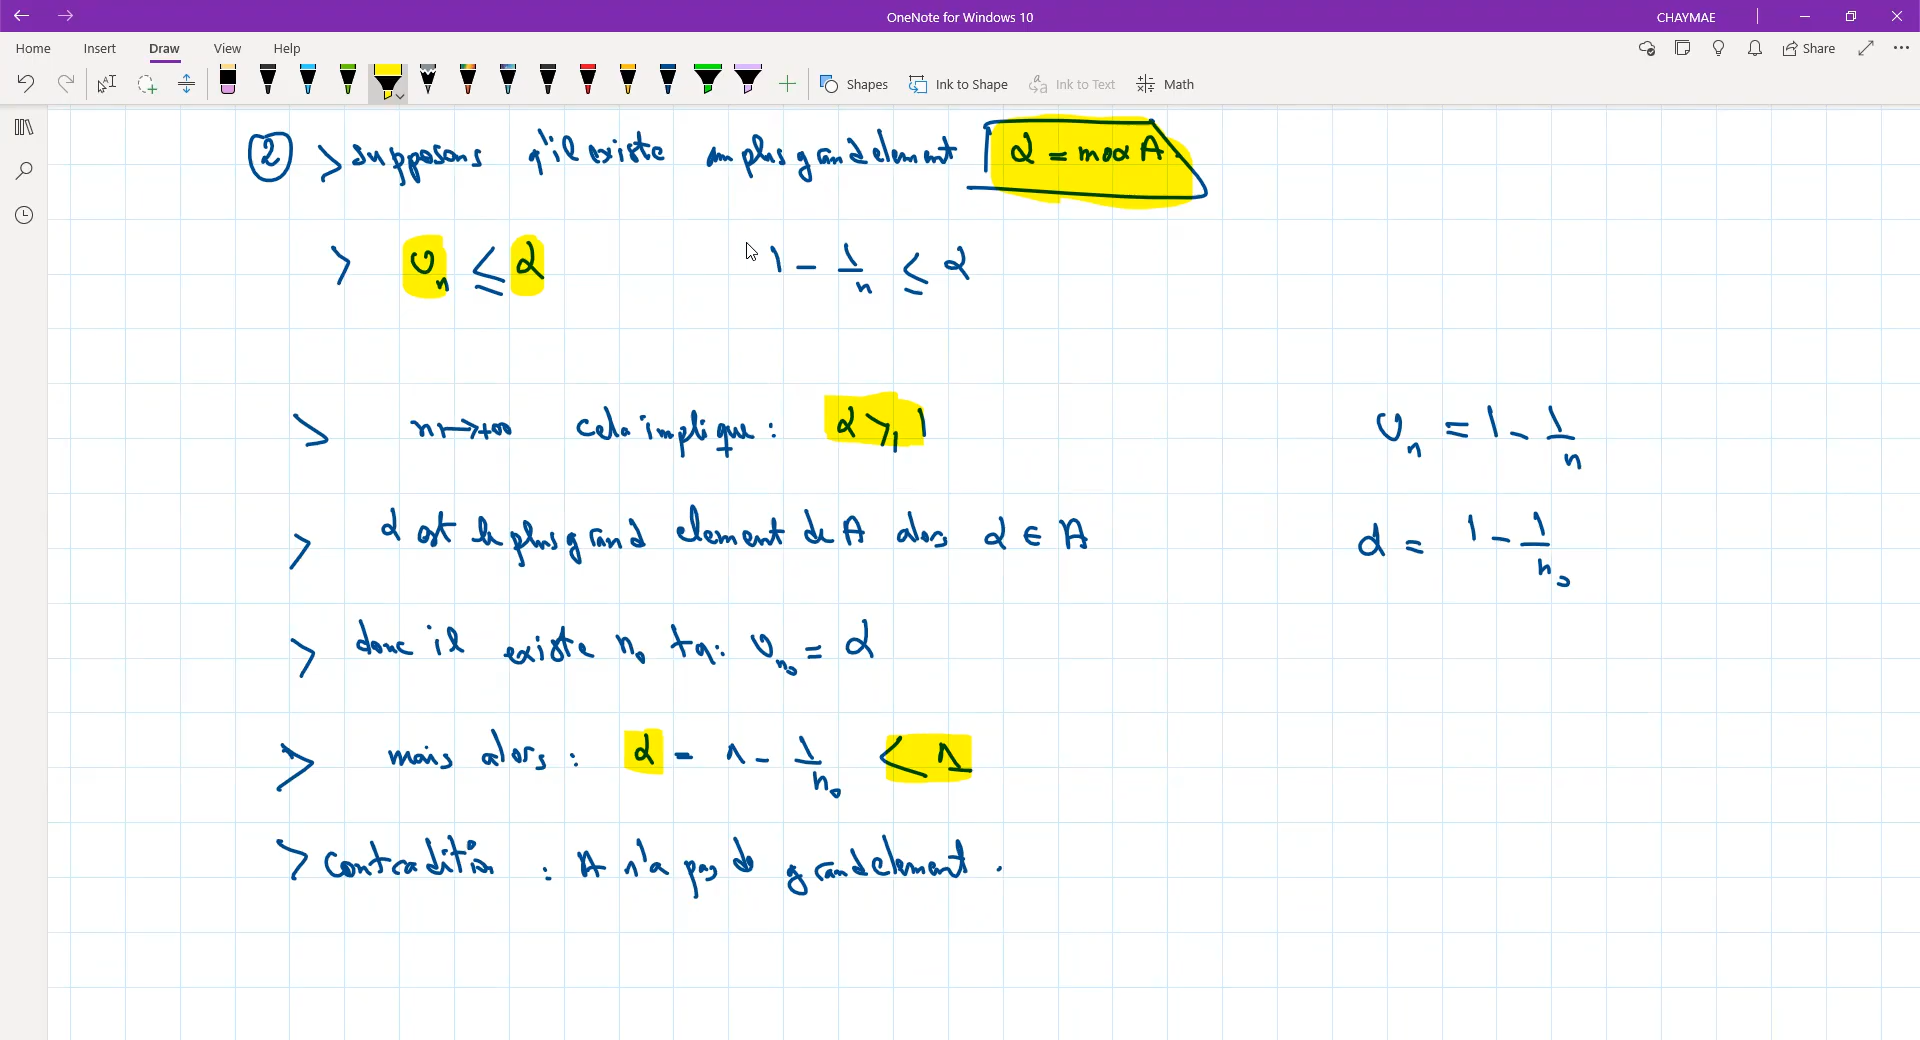 OneNote for Windows 10
CHAYMAE
Home Insert Draw View Help
Share
Shapes Ink to Shape Ink to Text Math
② > supposons q'il existe un plus grand element α = max A
> Un ≤ α 1 - 1/n ≤ α
> n ↦ +∞ cela implique : α ⩾ 1 Un = 1 - 1/n
> α est le plus grand element de A alors α ∈ A α = 1 - 1/n₀
> donc il existe n₀ tq: Un₀ = α
> mais alors : α = 1 - 1/n₀ < 1
> contradition : A n'a pas de grand element .